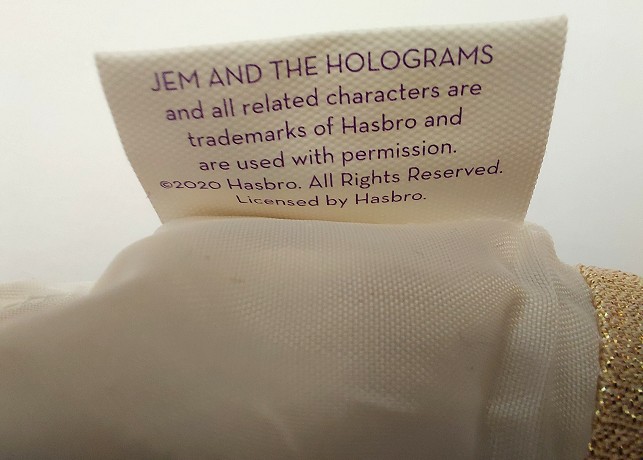 JEM AND THE HOLOGRAMS
and all related characters are
trademarks of Hasbro and
are used with permission.
©2020 Hasbro. All Rights Reserved.
Licensed by Hasbro.